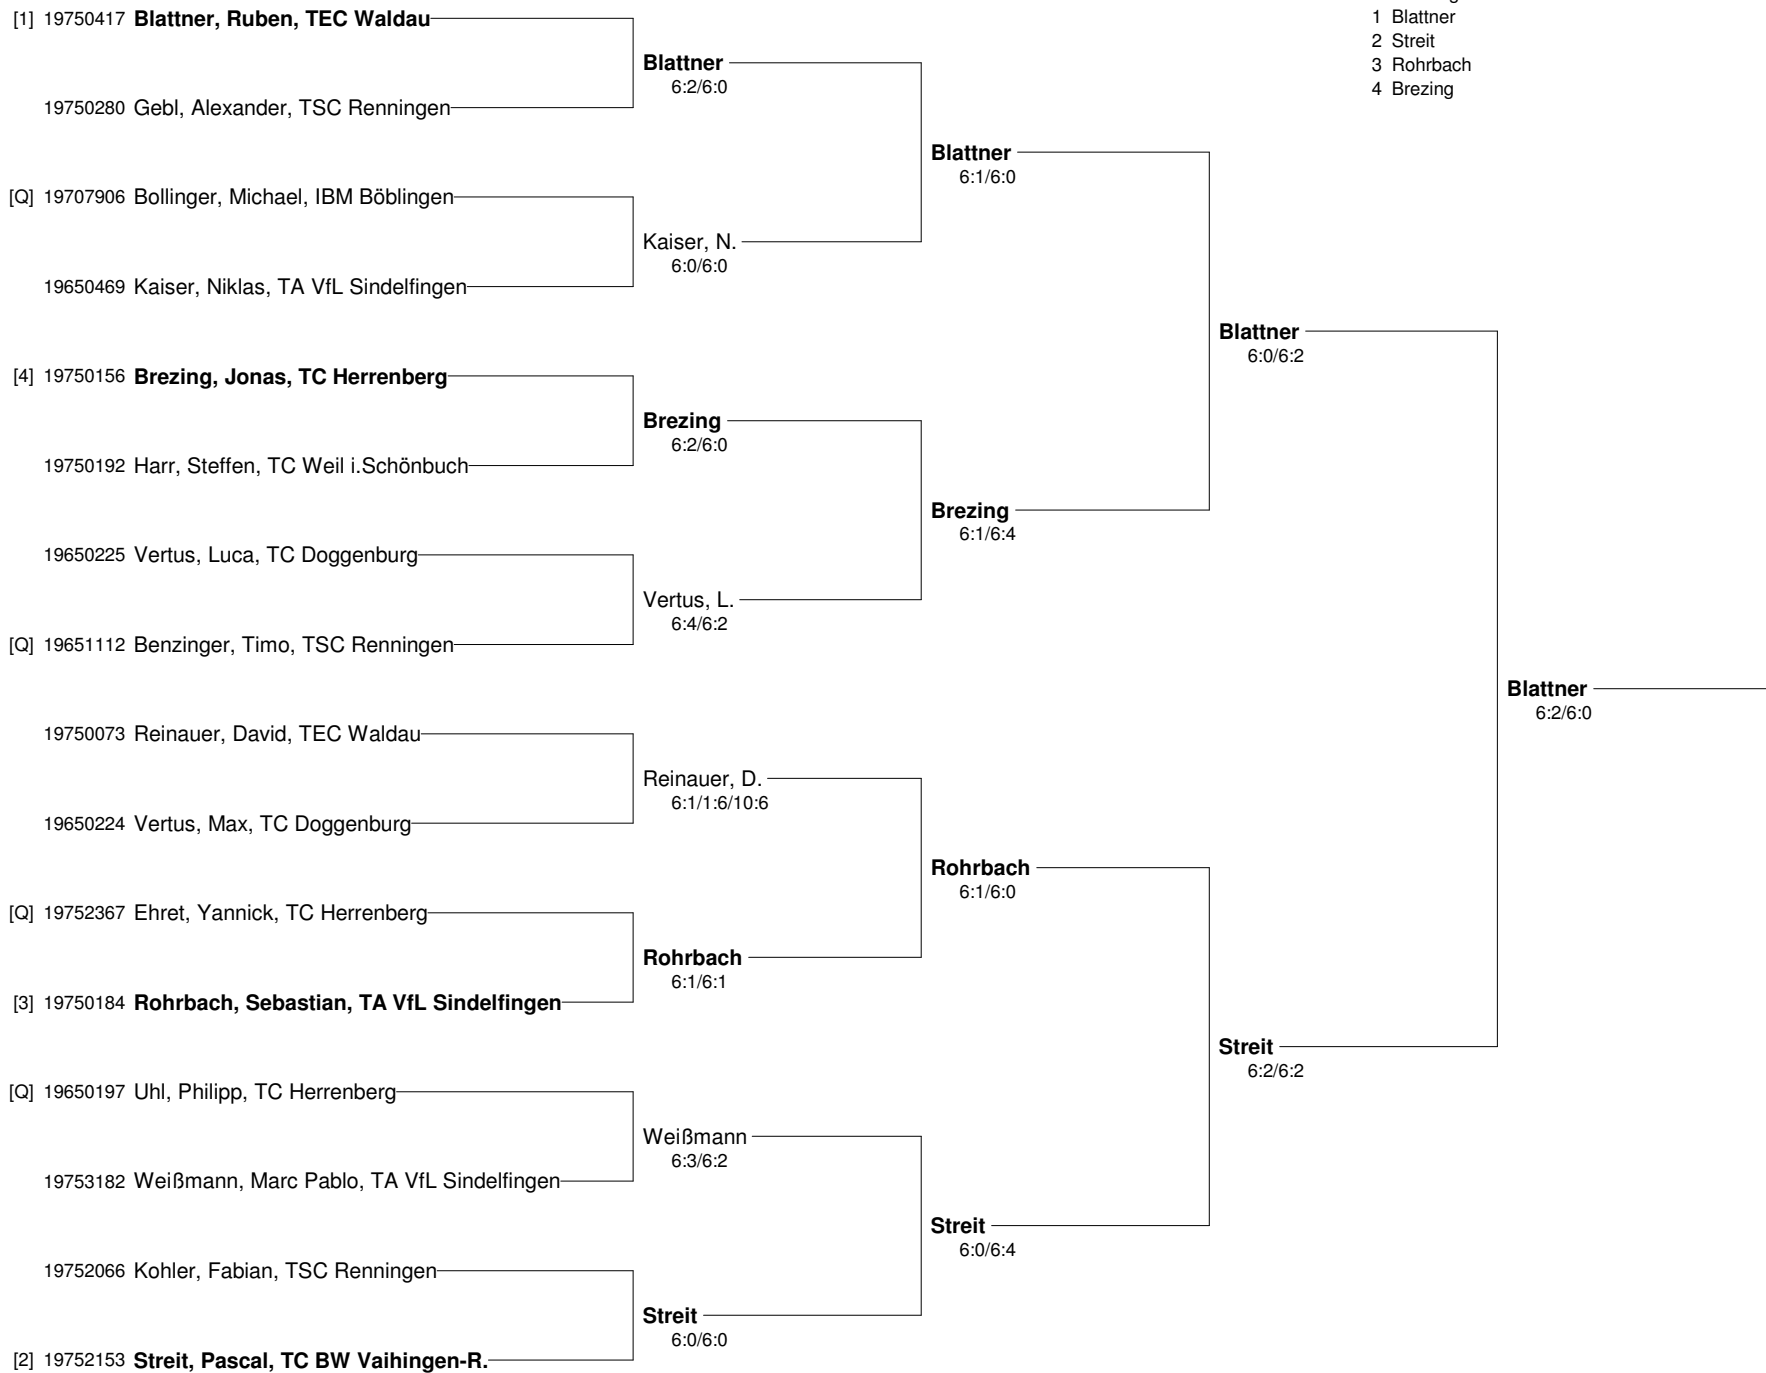 1 Blattner
2 Streit
3 Rohrbach
4 Brezing
[1] 19750417 Blattner, Ruben, TEC Waldau
Blattner
6:2/6:0
19750280 Gebl, Alexander, TSC Renningen
Blattner
6:1/6:0
[Q] 19707906 Bollinger, Michael, IBM Böblingen
Kaiser, N.
6:0/6:0
19650469 Kaiser, Niklas, TA VfL Sindelfingen
Blattner
6:0/6:2
[4] 19750156 Brezing, Jonas, TC Herrenberg
Brezing
6:2/6:0
19750192 Harr, Steffen, TC Weil i.Schönbuch
Brezing
6:1/6:4
19650225 Vertus, Luca, TC Doggenburg
Vertus, L.
6:4/6:2
[Q] 19651112 Benzinger, Timo, TSC Renningen
Blattner
6:2/6:0
19750073 Reinauer, David, TEC Waldau
Reinauer, D.
6:1/1:6/10:6
19650224 Vertus, Max, TC Doggenburg
Rohrbach
6:1/6:0
[Q] 19752367 Ehret, Yannick, TC Herrenberg
Rohrbach
6:1/6:1
[3] 19750184 Rohrbach, Sebastian, TA VfL Sindelfingen
Streit
6:2/6:2
[Q] 19650197 Uhl, Philipp, TC Herrenberg
Weißmann
6:3/6:2
19753182 Weißmann, Marc Pablo, TA VfL Sindelfingen
Streit
6:0/6:4
19752066 Kohler, Fabian, TSC Renningen
Streit
6:0/6:0
[2] 19752153 Streit, Pascal, TC BW Vaihingen-R.